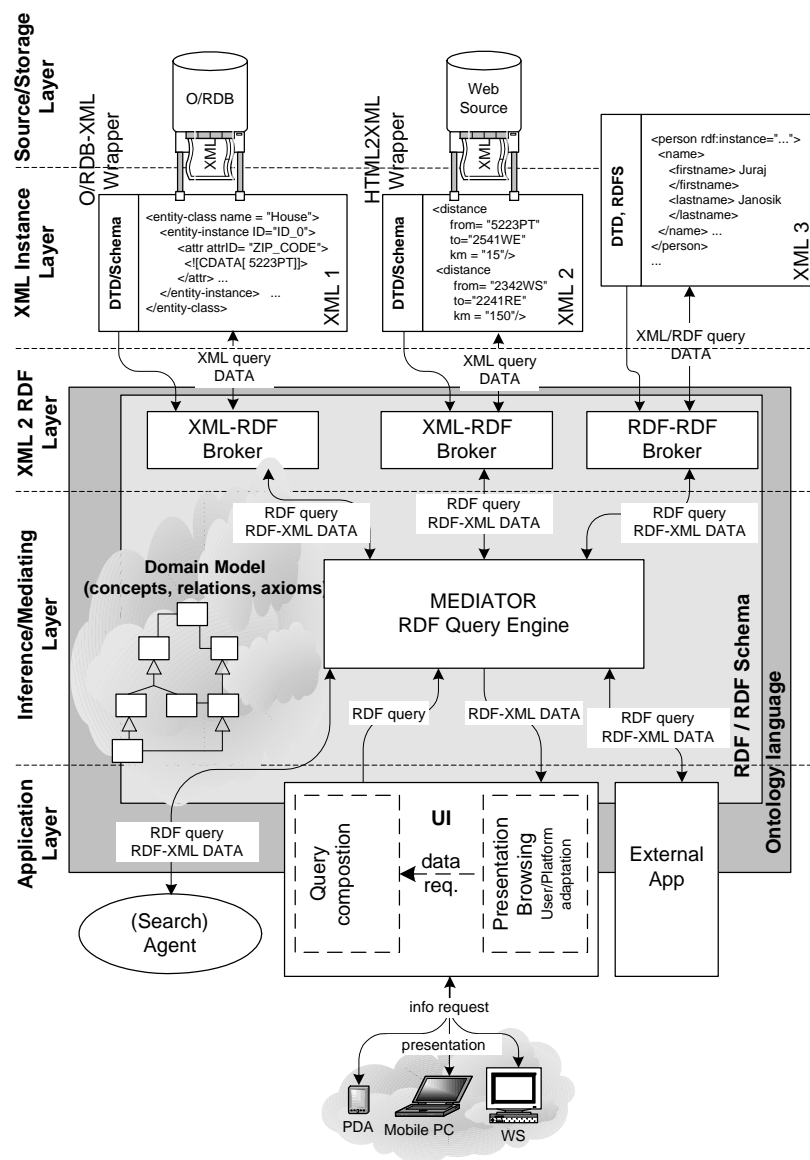 Source/Storage
Layer
O/RDB-XML
Wrapper
O/RDB
XML
HTML2XML
Wrapper
Web
Source
XML
XML Instance
Layer
DTD/Schema
<entity-class name = "House">
<entity-instance ID="ID_0">
<attr attrID= "ZIP_CODE">
<![CDATA[ 5223PT]]>
</attr> ...
</entity-instance> ...
</entity-class>
XML 1
DTD/Schema
<distance
from= "5223PT"
to="2541WE"
km = "15"/>
<distance
from= "2342WS"
to="2241RE"
km = "150"/>
XML 2
DTD, RDFS
<person rdf:instance="...">
<name>
<firstname> Juraj
</firstname>
<lastname> Janosik
</lastname>
</name> ...
</person>
...
XML 3
XML query
DATA
XML query
DATA
XML/RDF query
DATA
XML 2 RDF
Layer
XML-RDF
Broker
XML-RDF
Broker
RDF-RDF
Broker
RDF query
RDF-XML DATA
RDF query
RDF-XML DATA
RDF query
RDF-XML DATA
Inference/Mediating
Layer
Domain Model
(concepts, relations, axioms)
MEDIATOR
RDF Query Engine
RDF query
RDF-XML DATA
RDF query
RDF-XML DATA
RDF / RDF Schema
Ontology language
Application
Layer
RDF query
RDF-XML DATA
(Search)
Agent
UI
Query
compostion
data
req.
Presentation
Browsing
User/Platform
adaptation
External
App
info request
presentation
PDA
Mobile PC
WS